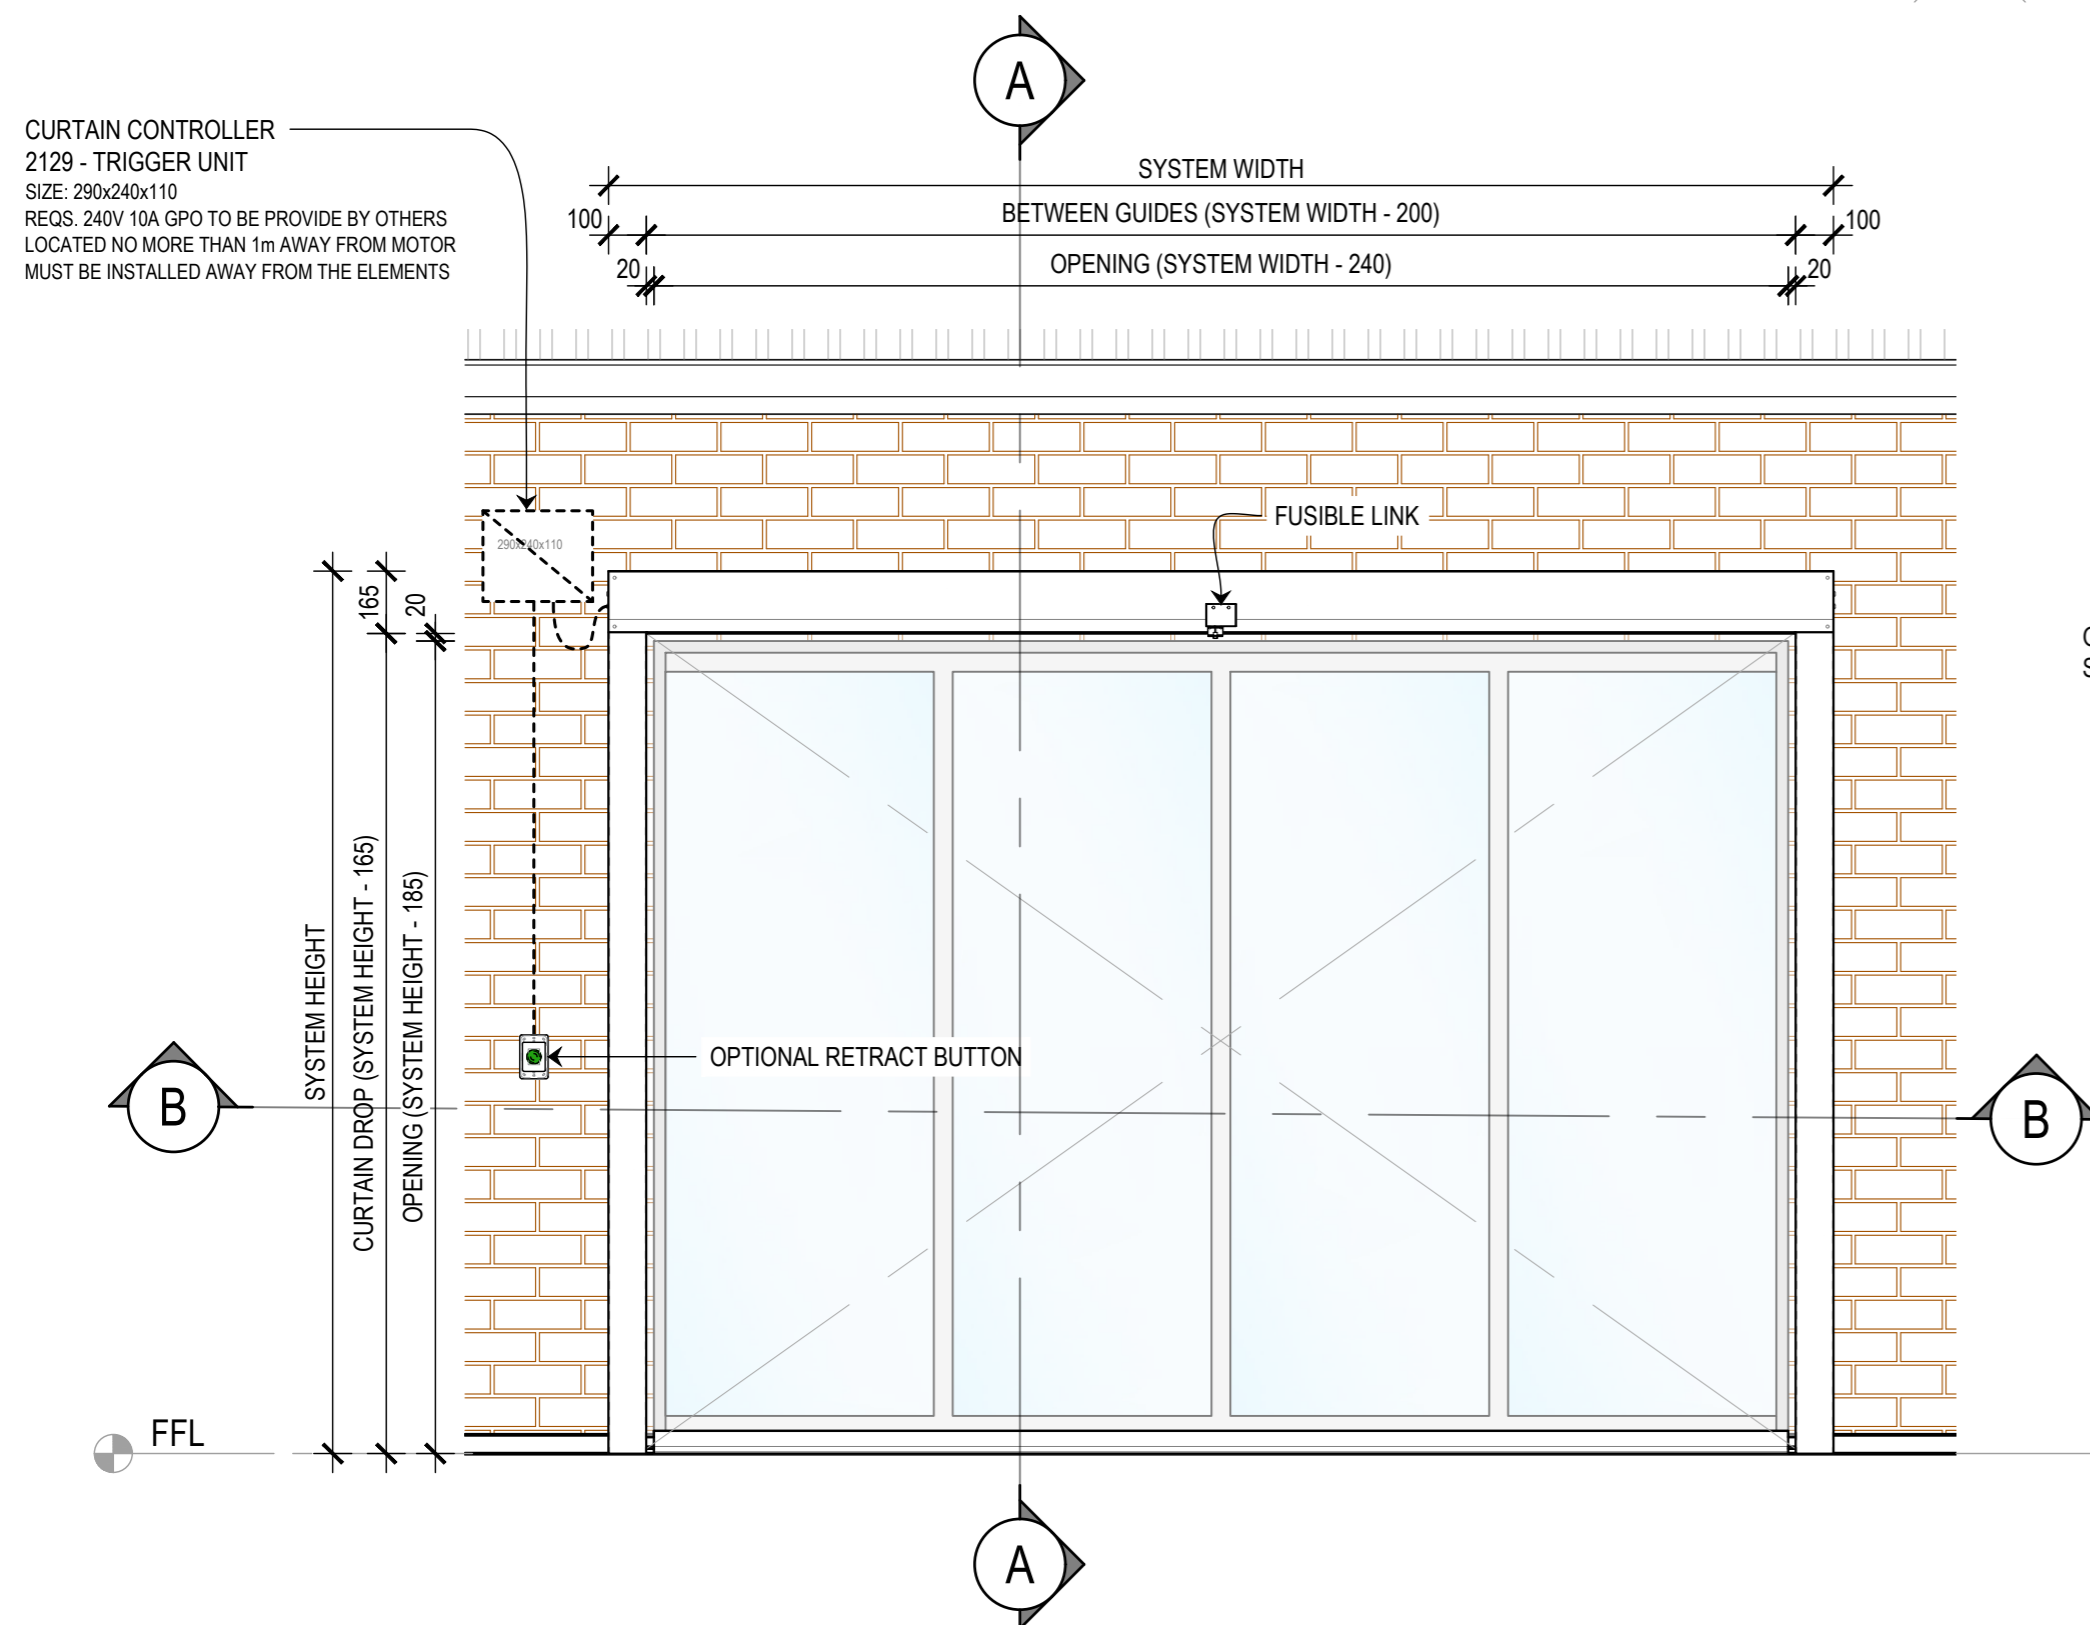 A
CURTAIN CONTROLLER
2129 - TRIGGER UNIT
SIZE: 290x240x110
REQS. 240V 10A GPO TO BE PROVIDE BY OTHERS
LOCATED NO MORE THAN 1m AWAY FROM MOTOR
MUST BE INSTALLED AWAY FROM THE ELEMENTS
SYSTEM WIDTH
100
BETWEEN GUIDES (SYSTEM WIDTH - 200)
100
20
OPENING (SYSTEM WIDTH - 240)
20
FUSIBLE LINK
290x240x110
165
20
SYSTEM HEIGHT
CURTAIN DROP (SYSTEM HEIGHT - 165)
OPENING (SYSTEM HEIGHT - 185)
OPTIONAL RETRACT BUTTON
B
B
FFL
A